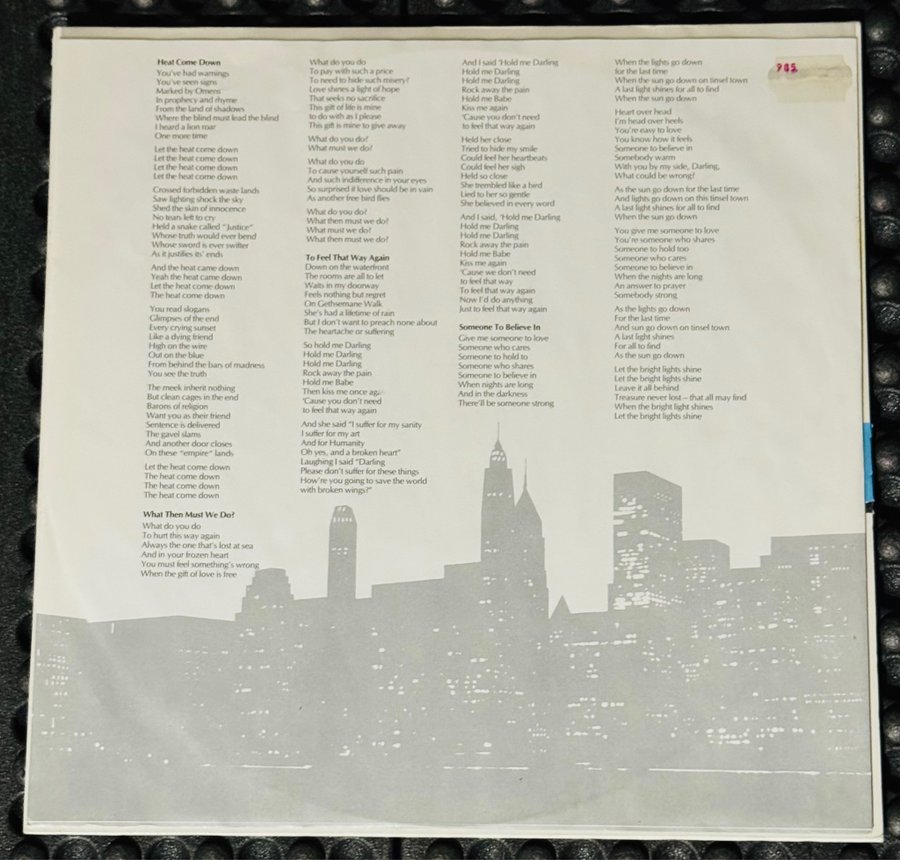 Heat Come Down
You've had warnings
You've seen signs
Marked by Omens
In prophecy and rhyme
From the land of shadows
Where the blind must lead the blind
I heard a lion roar
One more time
Let the heat come down
Let the heat come down
Let the heat come down
Let the heat come down
Crossed forbidden waste lands
Saw lighting shock the sky
Shed the skin of innocence
No tears left to cry
Held a snake called "Justice"
Whose truth would ever bend
Whose sword is ever swifter
As it justifies its' ends
And the heat came down
Yeah the heat came down
Let the heat come down
The heat come down
You read slogans
Glimpses of the end
Every crying sunset
Like a dying friend
High on the wire
Out on the blue
From behind the bars of madness
You see the truth
The meek inherit nothing
But clean cages in the end
Barons of religion
Want you as their friend
Sentence is delivered
The gavel slams
And another door closes
On these "empire" lands
Let the heat come down
The heat come down
The heat come down
The heat come down
What Then Must We Do?
What do you do
To hurt this way again
Always the one that's lost at sea
And in your frozen heart
You must feel something's wrong
When the gift of love is free
What do you do
To pay with such a price
To need to hide such misery?
Love shines a light of hope
That seeks no sacrifice
This gift of life is mine
to do with as I please
This gift is mine to give away
What do you do?
What must we do?
What do you do
To cause yourself such pain
And such indifference in your eyes
So surprised if love should be in vain
As another free bird flies
What do you do?
What then must we do?
What must we do?
What then must we do?
To Feel That Way Again
Down on the waterfront
The rooms are all to let
Waits in my doorway
Feels nothing but regret
On Gethsemane Walk
She's had a lifetime of rain
But I don't want to preach none about
The heartache or suffering
So hold me Darling
Hold me Darling
Hold me Darling
Rock away the pain
Hold me Babe
Then kiss me once again
'Cause you don't need
to feel that way again
And she said "I suffer for my sanity
I suffer for my art
And for Humanity
Oh yes, and a broken heart"
Laughing I said "Darling
Please don't suffer for these things
How're you going to save the world
with broken wings?"
And I said 'Hold me Darling
Hold me Darling
Hold me Darling
Rock away the pain
Hold me Babe
Kiss me again
'Cause you don't need
to feel that way again
Held her close
Tried to hide my smile
Could feel her heartbeats
Could feel her sigh
Held so close
She trembled like a bird
Lied to her so gentle
She believed in every word
And I said, 'Hold me Darling
Hold me Darling
Hold me Darling
Rock away the pain
Hold me Babe
Kiss me again
'Cause we don't need
to feel that way
To feel that way again
Now I'd do anything
Just to feel that way again
Someone To Believe In
Give me someone to love
Someone who cares
Someone to hold to
Someone who shares
Someone to believe in
When nights are long
And in the darkness
There'll be someone strong
When the lights go down
for the last time
When the sun go down on tinsel town
A last light shines for all to find
When the sun go down
Heart over head
I'm head over heels
You're easy to love
You know how it feels
Someone to believe in
Somebody warm
With you by my side, Darling,
What could be wrong?
As the sun go down for the last time
And lights go down on this tinsel town
A last light shines for all to find
When the sun go down
You give me someone to love
You're someone who shares
Someone to hold too
Someone who cares
Someone to believe in
When the nights are long
An answer to prayer
Somebody strong
As the lights go down
For the last time
And sun go down on tinsel town
A last light shines
For all to find
As the sun go down
Let the bright lights shine
Let the bright lights shine
Leave it all behind
Treasure never lost – that all may find
When the bright light shines
Let the bright lights shine
985